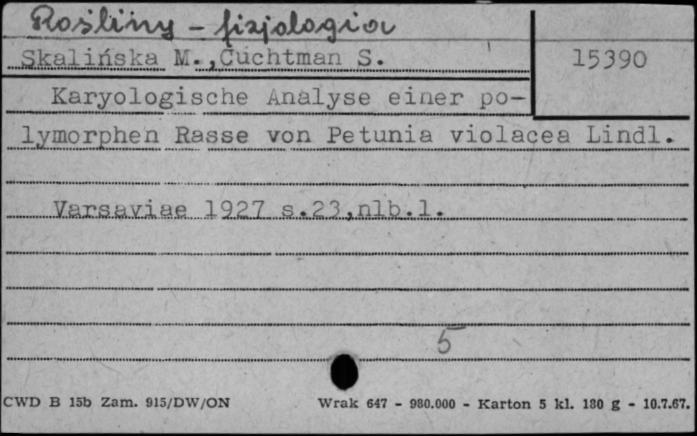 Rośliny - fizjologia
Skalińska M., Cuchtman S. 15390
Karyologische Analyse einer po-
lymorphen Rasse von Petunia violacea Lindl.
Varsaviae 1927 s.23,nlb.1.
5
CWD B 15b Zam. 915/DW/ON Wrak 647 - 980.000 - Karton 5 kl. 180 g - 10.7.67.